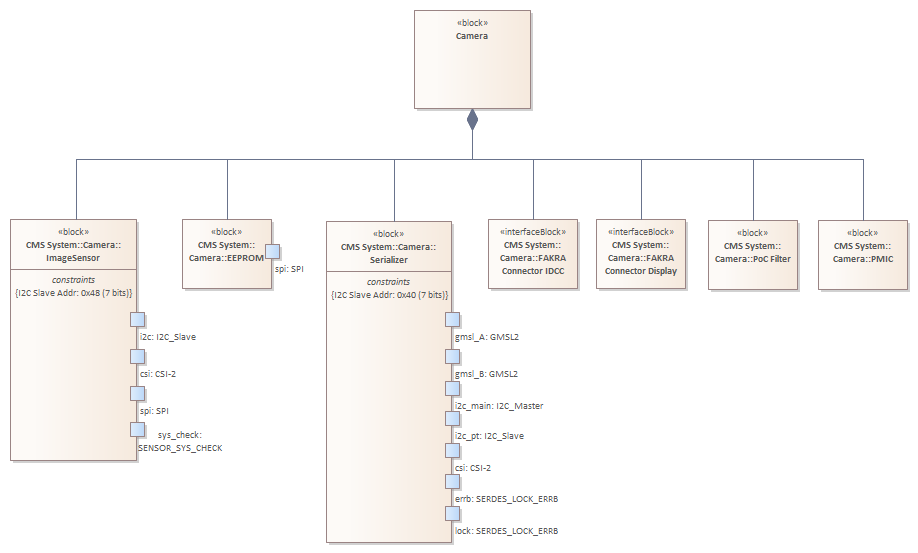 «block»
Camera
«block»
CMS System::Camera::
ImageSensor
constraints
{I2C Slave Addr: 0x48 (7 bits)}
i2c: I2C_Slave
csi: CSI-2
spi: SPI
sys_check:
SENSOR_SYS_CHECK
«block»
CMS System::
Camera::EEPROM
spi: SPI
«block»
CMS System::Camera::
Serializer
constraints
{I2C Slave Addr: 0x40 (7 bits)}
gmsl_A: GMSL2
gmsl_B: GMSL2
i2c_main: I2C_Master
i2c_pt: I2C_Slave
csi: CSI-2
errb: SERDES_LOCK_ERRB
lock: SERDES_LOCK_ERRB
«interfaceBlock»
CMS System::
Camera::FAKRA
Connector IDCC
«interfaceBlock»
CMS System::
Camera::FAKRA
Connector Display
«block»
CMS System::
Camera::PoC Filter
«block»
CMS System::
Camera::PMIC